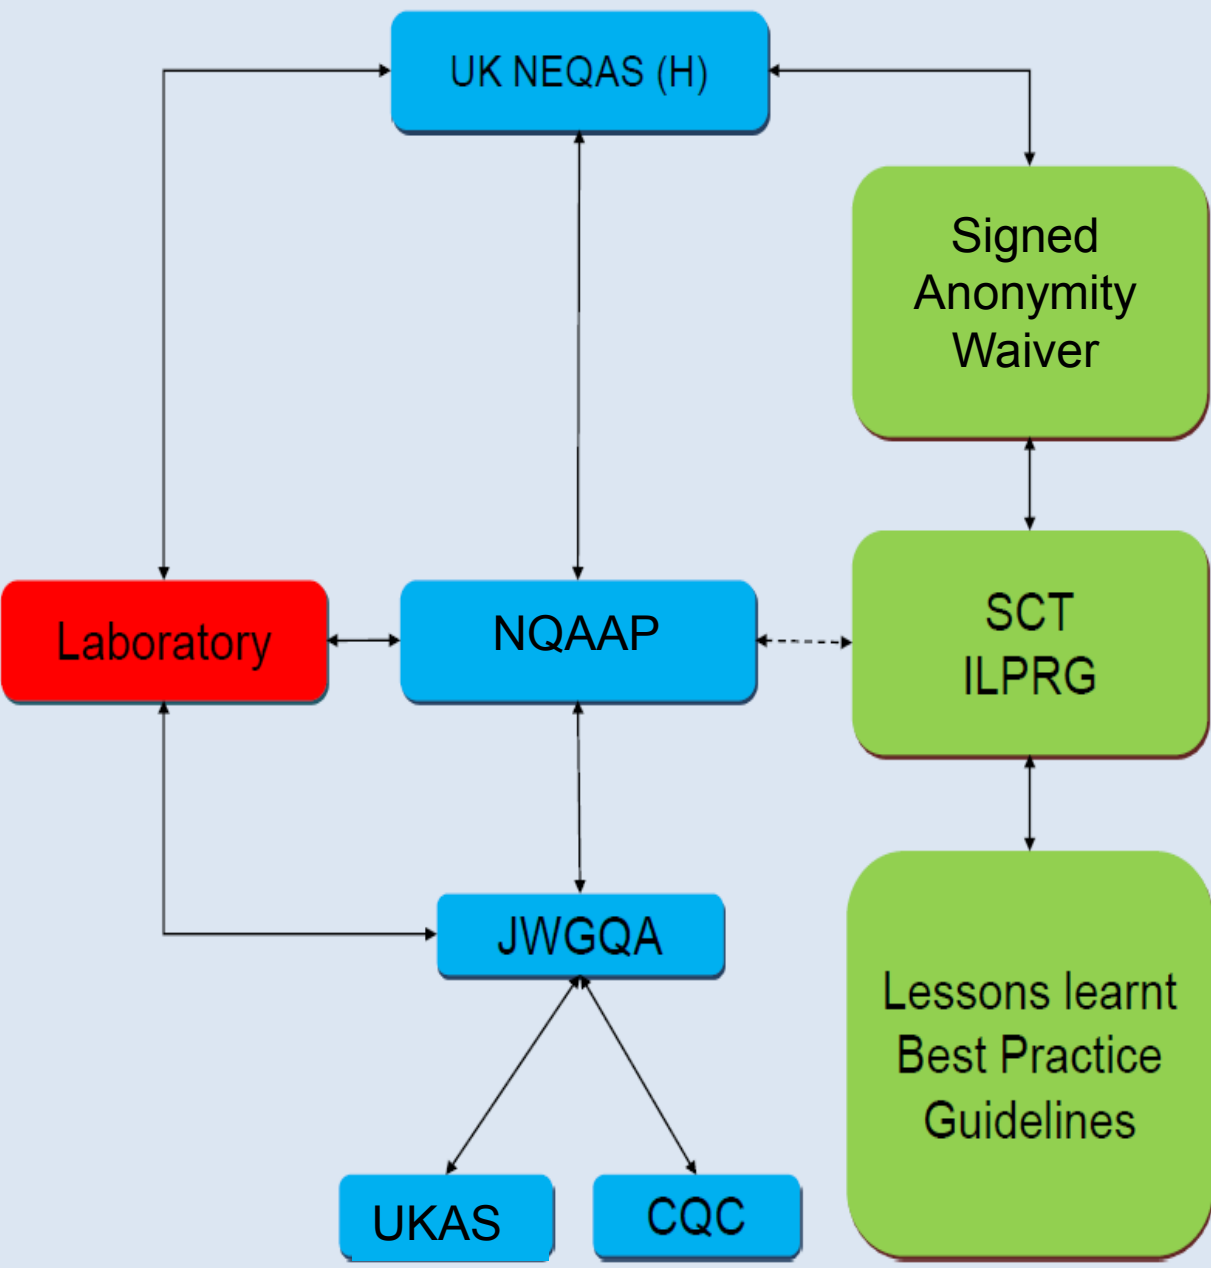 UK NEQAS (H)
Signed
Anonymity
Waiver
Laboratory
NQAAP
SCT
ILPRG
JWGQA
Lessons learnt
Best Practice
Guidelines
UKAS
CQC